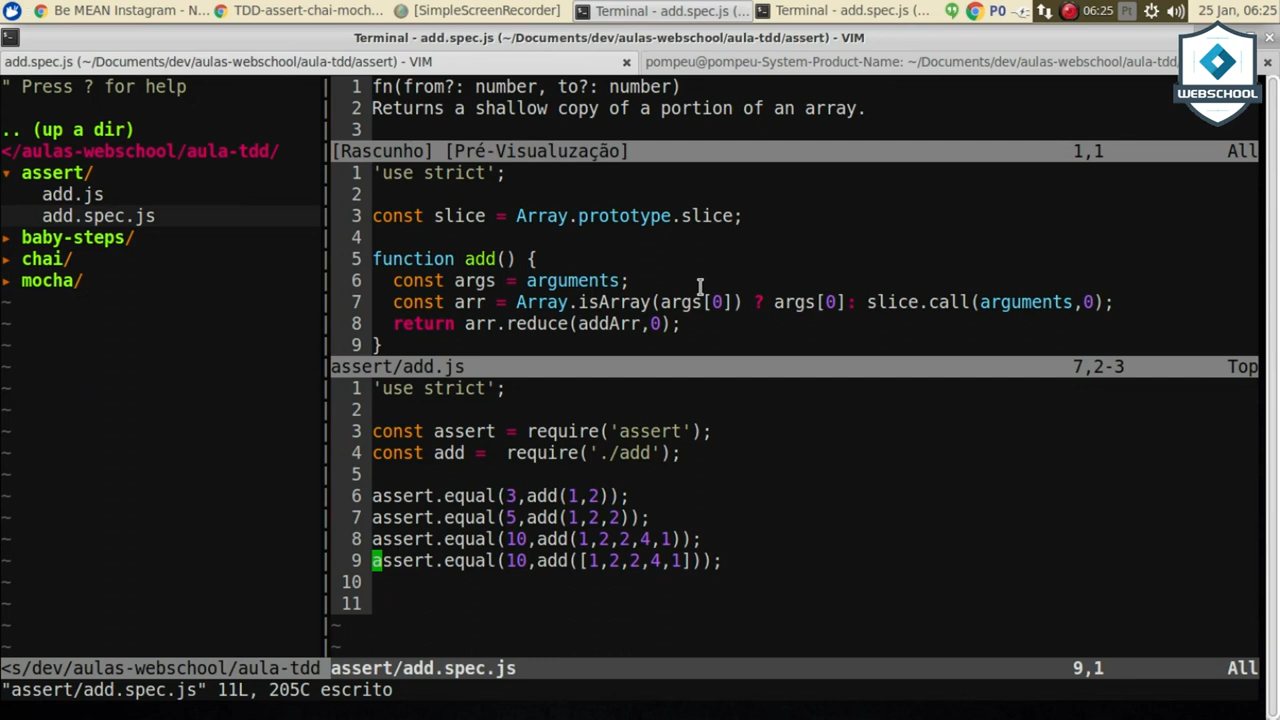 Be MEAN Instagram - N...
TDD-assert-chai-moch...
[SimpleScreenRecorder]
Terminal - add.spec.js (...
Terminal - add.spec.js (...
06:25
Pt
25 Jan, 06:25
Terminal - add.spec.js (~/Documents/dev/aulas-webschool/aula-tdd/assert) - VIM
add.spec.js (~/Documents/dev/aulas-webschool/aula-tdd/assert) - VIM
pompeu@pompeu-System-Product-Name: ~/Documents/dev/aulas-webschool/aula-tdd/
WEBSCHOOL
" Press ? for help
.. (up a dir)
</aulas-webschool/aula-tdd/
▾ assert/
add.js
add.spec.js
▸ baby-steps/
▸ chai/
▸ mocha/
<s/dev/aulas-webschool/aula-tdd
1 fn(from?: number, to?: number)
2 Returns a shallow copy of a portion of an array.
3
[Rascunho] [Pré-Visualuzação] 1,1 All
1 'use strict';
2
3 const slice = Array.prototype.slice;
4
5 function add() {
6   const args = arguments;
7   const arr = Array.isArray(args[0]) ? args[0]: slice.call(arguments,0);
8   return arr.reduce(addArr,0);
9 }
assert/add.js 7,2-3 Top
1 'use strict';
2
3 const assert = require('assert');
4 const add =  require('./add');
5
6 assert.equal(3,add(1,2));
7 assert.equal(5,add(1,2,2));
8 assert.equal(10,add(1,2,2,4,1));
9 assert.equal(10,add([1,2,2,4,1]));
10
11
~
~
assert/add.spec.js 9,1 All
"assert/add.spec.js" 11L, 205C escrito